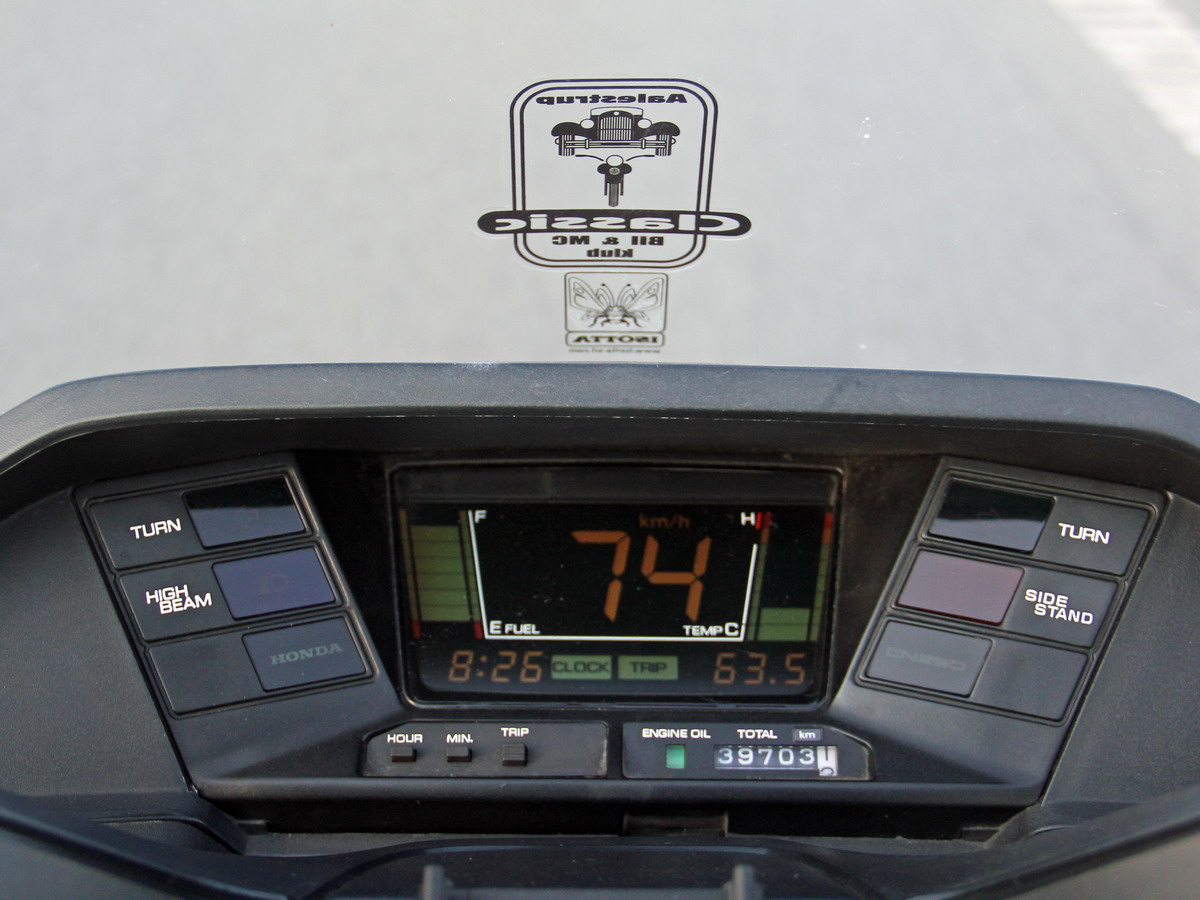 Aalestrup
Classic
Bil & MC
klub
ISOTTA
TURN
HIGH
BEAM
HONDA
F
km/h
H
74
E FUEL
TEMP C
8:26
CLOCK
TRIP
63.5
TURN
SIDE
STAND
CN250
HOUR
MIN.
TRIP
ENGINE OIL
TOTAL
km
39703